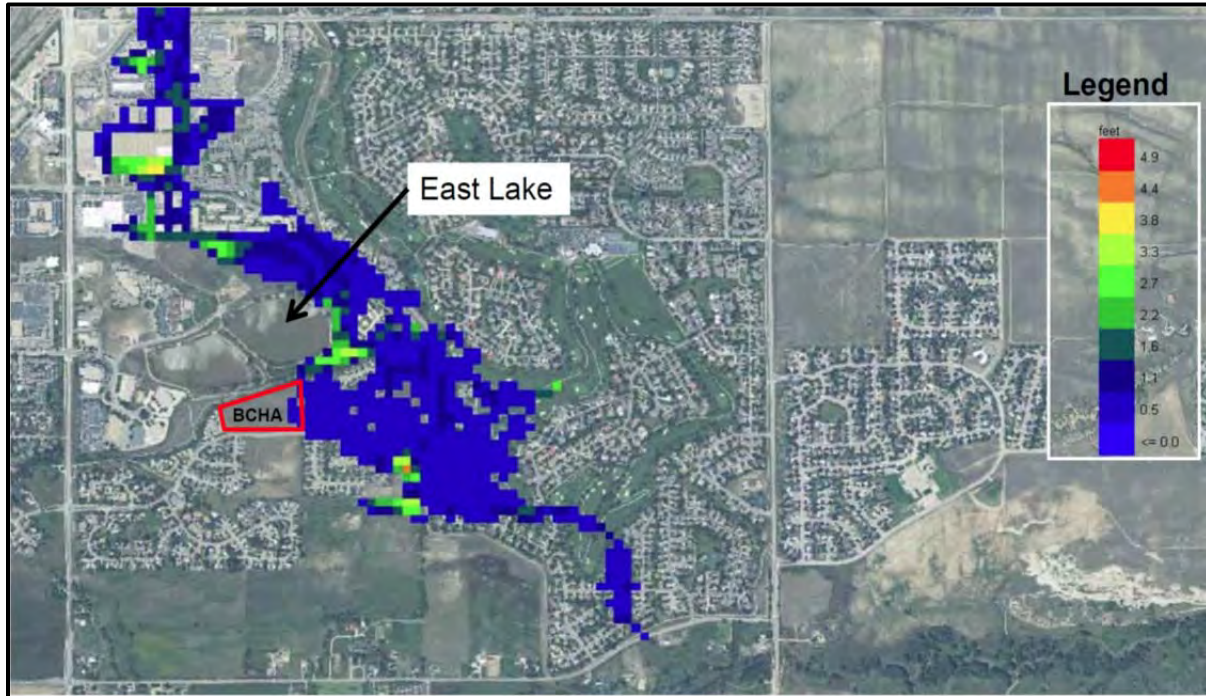 Legend
feet
4.9
4.4
3.8
3.3
2.7
2.2
1.6
1.1
0.5
<= 0.0
East Lake
BCHA